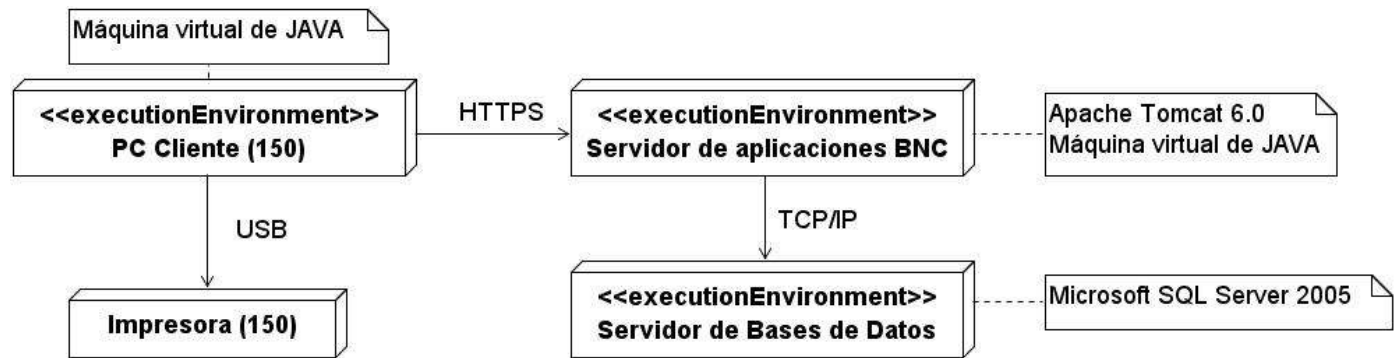 Máquina virtual de JAVA
<<executionEnvironment>>
PC Cliente (150)
HTTPS
<<executionEnvironment>>
Servidor de aplicaciones BNC
Apache Tomcat 6.0
Máquina virtual de JAVA
USB
TCP/IP
Impresora (150)
<<executionEnvironment>>
Servidor de Bases de Datos
Microsoft SQL Server 2005